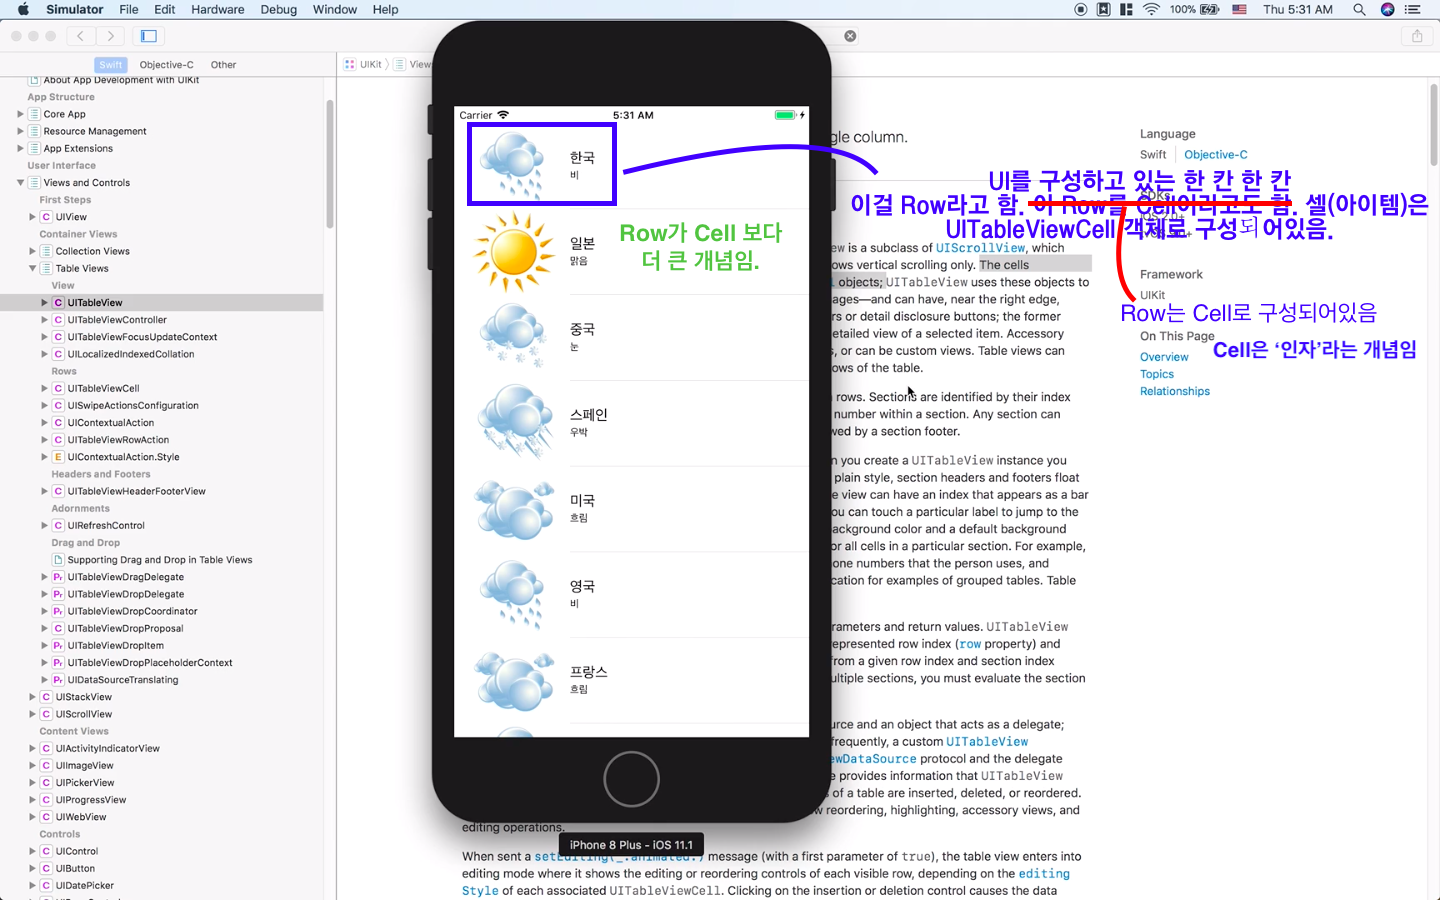 Simulator File Edit Hardware Debug Window Help
100% Thu 5:31 AM
Swift Objective-C Other
UIKit Views
About App Development with UIKit
App Structure
Core App
Resource Management
App Extensions
User Interface
Views and Controls
First Steps
UIView
Container Views
Collection Views
Table Views
View
C UITableView
C UITableViewController
C UITableViewFocusUpdateContext
C UILocalizedIndexedCollation
Rows
C UITableViewCell
C UISwipeActionsConfiguration
C UIContextualAction
C UITableViewRowAction
E UIContextualAction.Style
Headers and Footers
C UITableViewHeaderFooterView
Adornments
C UIRefreshControl
Drag and Drop
Supporting Drag and Drop in Table Views
Pr UITableViewDragDelegate
Pr UITableViewDropDelegate
Pr UITableViewDropCoordinator
Pr UITableViewDropProposal
Pr UITableViewDropItem
Pr UITableViewDropPlaceholderContext
Pr UIDataSourceTranslating
C UIStackView
C UIScrollView
Content Views
C UIActivityIndicatorView
C UIImageView
C UIPickerView
C UIProgressView
C UIWebView
Controls
C UIControl
C UIButton
C UIDatePicker
Carrier 5:31 AM
한국
비
일본
맑음
중국
눈
스페인
우박
미국
흐림
영국
비
프랑스
흐림
Row가 Cell 보다
더 큰 개념임.
iPhone 8 Plus - iOS 11.1
gle column.
UI를 구성하고 있는 한 칸 한 칸
이걸 Row라고 함. 이 Row를 Cell이라고도 함. 셀(아이템)은
UITableViewCell 객체로 구성되어있음.
is a subclass of UIScrollView, which
ows vertical scrolling only. The cells
objects; UITableView uses these objects to
ages—and can have, near the right edge,
rs or detail disclosure buttons; the former
etailed view of a selected item. Accessory
s, or can be custom views. Table views can
ows of the table.
rows. Sections are identified by their index
number within a section. Any section can
wed by a section footer.
n you create a UITableView instance you
plain style, section headers and footers float
e view can have an index that appears as a bar
ou can touch a particular label to jump to the
ackground color and a default background
or all cells in a particular section. For example,
one numbers that the person uses, and
cation for examples of grouped tables. Table
rameters and return values. UITableView
epresented row index (row property) and
from a given row index and section index
ultiple sections, you must evaluate the section
urce and an object that acts as a delegate;
frequently, a custom UITableView
ewDataSource protocol and the delegate
e provides information that UITableView
s of a table are inserted, deleted, or reordered.
w reordering, highlighting, accessory views, and
editing operations.
When sent a setEditing(_:animated:) message (with a first parameter of true), the table view enters into
editing mode where it shows the editing or reordering controls of each visible row, depending on the editing
Style of each associated UITableViewCell. Clicking on the insertion or deletion control causes the data
Language
Swift Objective-C
SDKs
Framework
UIKit
Row는 Cell로 구성되어있음
On This Page
Cell은 ‘인자’라는 개념임
Overview
Topics
Relationships